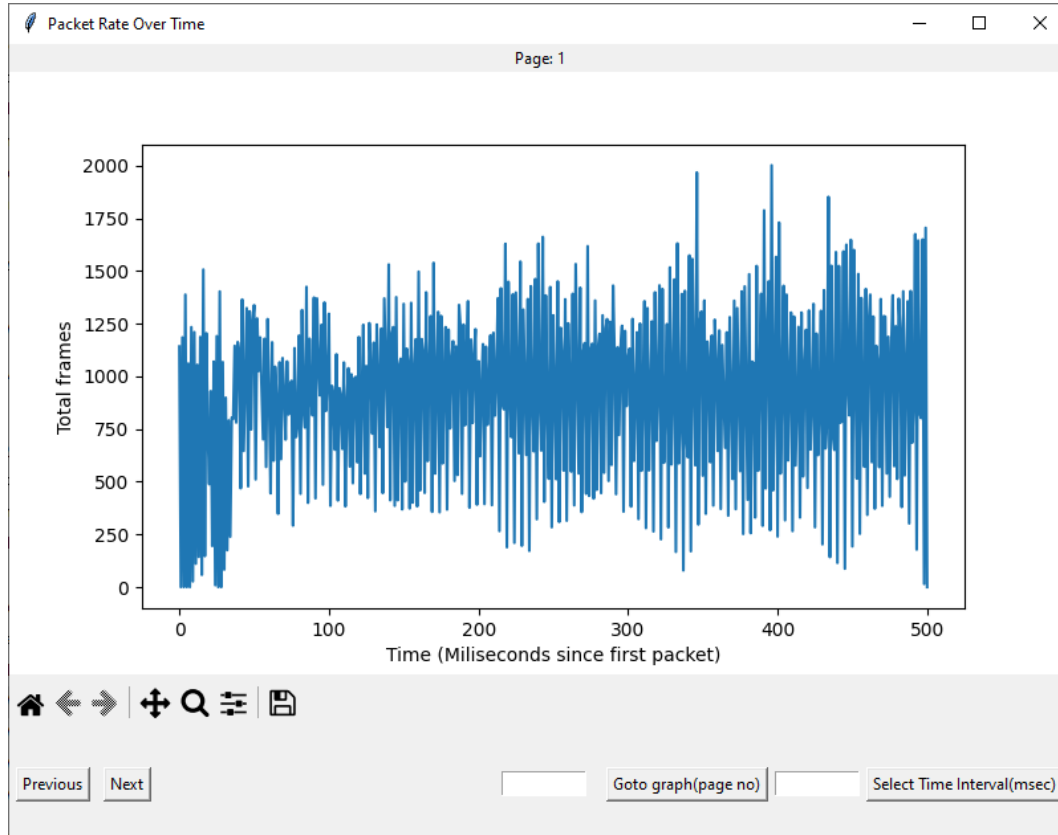 Packet Rate Over Time
Page: 1
2000
1750
1500
1250
1000
750
500
250
0
Total frames
0 100 200 300 400 500
Time (Miliseconds since first packet)
Previous Next Goto graph(page no) Select Time Interval(msec)